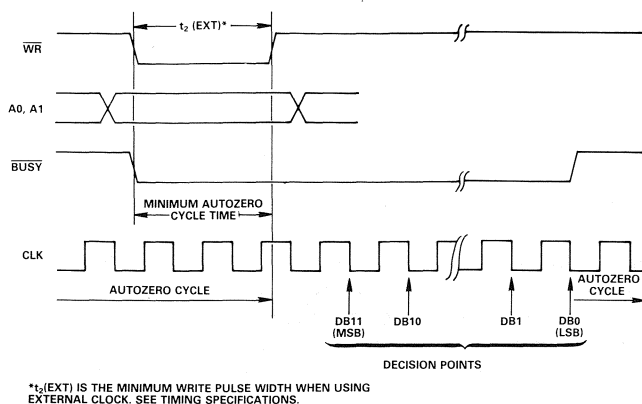 t₂ (EXT)*
WR
A0, A1
BUSY
MINIMUM AUTOZERO
CYCLE TIME
CLK
AUTOZERO CYCLE
AUTOZERO
CYCLE
DB11
(MSB)
DB10
DB1
DB0
(LSB)
DECISION POINTS
*t₂(EXT) IS THE MINIMUM WRITE PULSE WIDTH WHEN USING
EXTERNAL CLOCK. SEE TIMING SPECIFICATIONS.